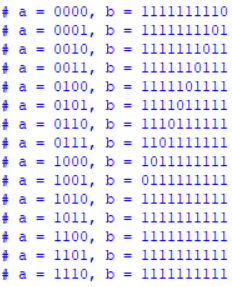 # a = 0000, b = 1111111110
# a = 0001, b = 1111111101
# a = 0010, b = 1111111011
# a = 0011, b = 1111110111
# a = 0100, b = 1111101111
# a = 0101, b = 1111011111
# a = 0110, b = 1110111111
# a = 0111, b = 1101111111
# a = 1000, b = 1011111111
# a = 1001, b = 0111111111
# a = 1010, b = 1111111111
# a = 1011, b = 1111111111
# a = 1100, b = 1111111111
# a = 1101, b = 1111111111
# a = 1110, b = 1111111111